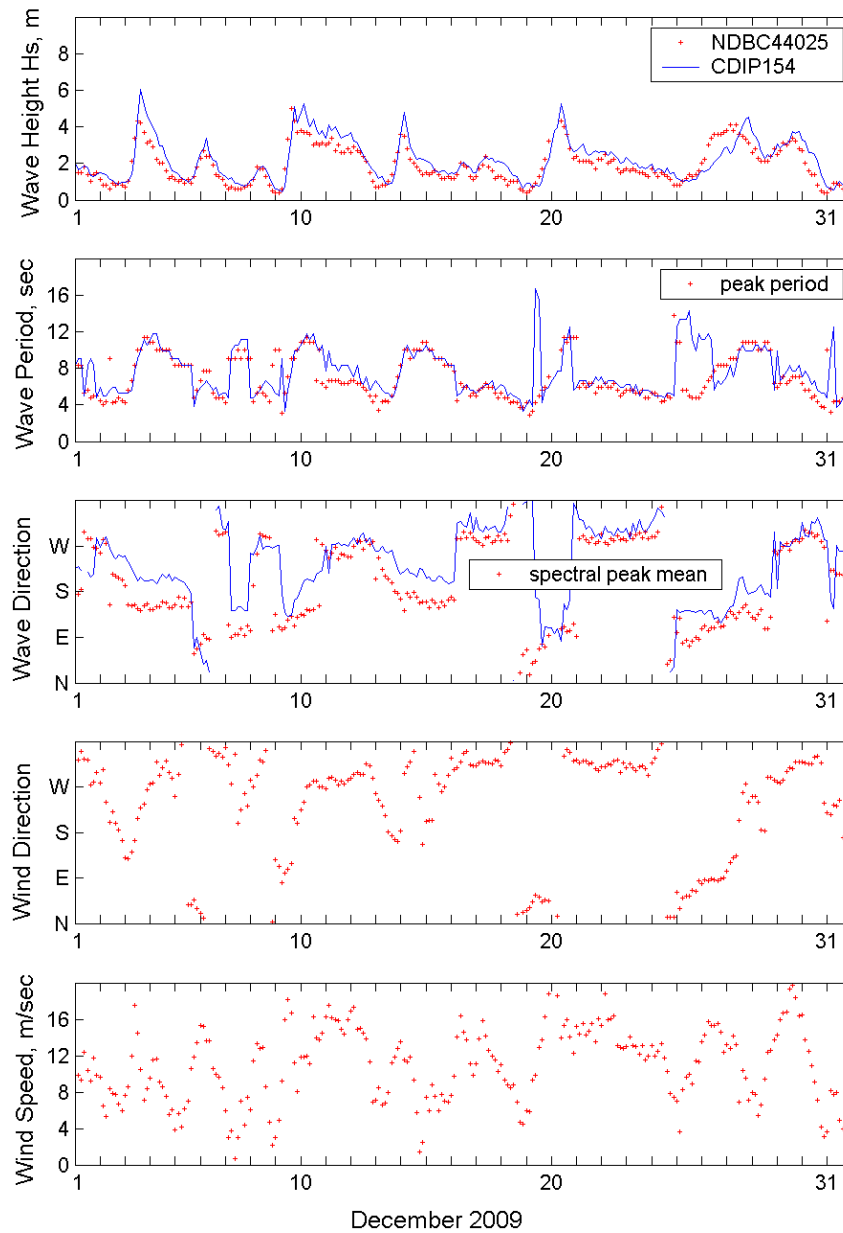 Wave Height Hs, m
8
6
4
2
0
NDBC44025
CDIP154
1 10 20 31
Wave Period, sec
16
12
8
4
0
peak period
1 10 20 31
Wave Direction
W
S
E
N
spectral peak mean
1 10 20 31
Wind Direction
W
S
E
N
1 10 20 31
Wind Speed, m/sec
16
12
8
4
0
1 10 20 31
December 2009